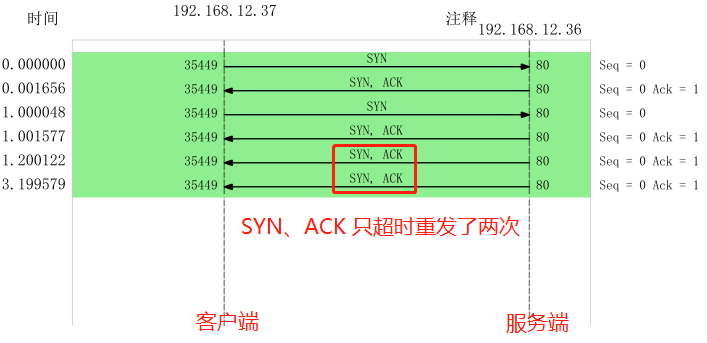 时间 192.168.12.37 注释
192.168.12.36
0.000000 35449 SYN 80 Seq = 0
0.001656 35449 SYN, ACK 80 Seq = 0 Ack = 1
1.000048 35449 SYN 80 Seq = 0
1.001577 35449 SYN, ACK 80 Seq = 0 Ack = 1
1.200122 35449 SYN, ACK 80 Seq = 0 Ack = 1
3.199579 35449 SYN, ACK 80 Seq = 0 Ack = 1
SYN、ACK 只超时重发了两次
客户端 服务端